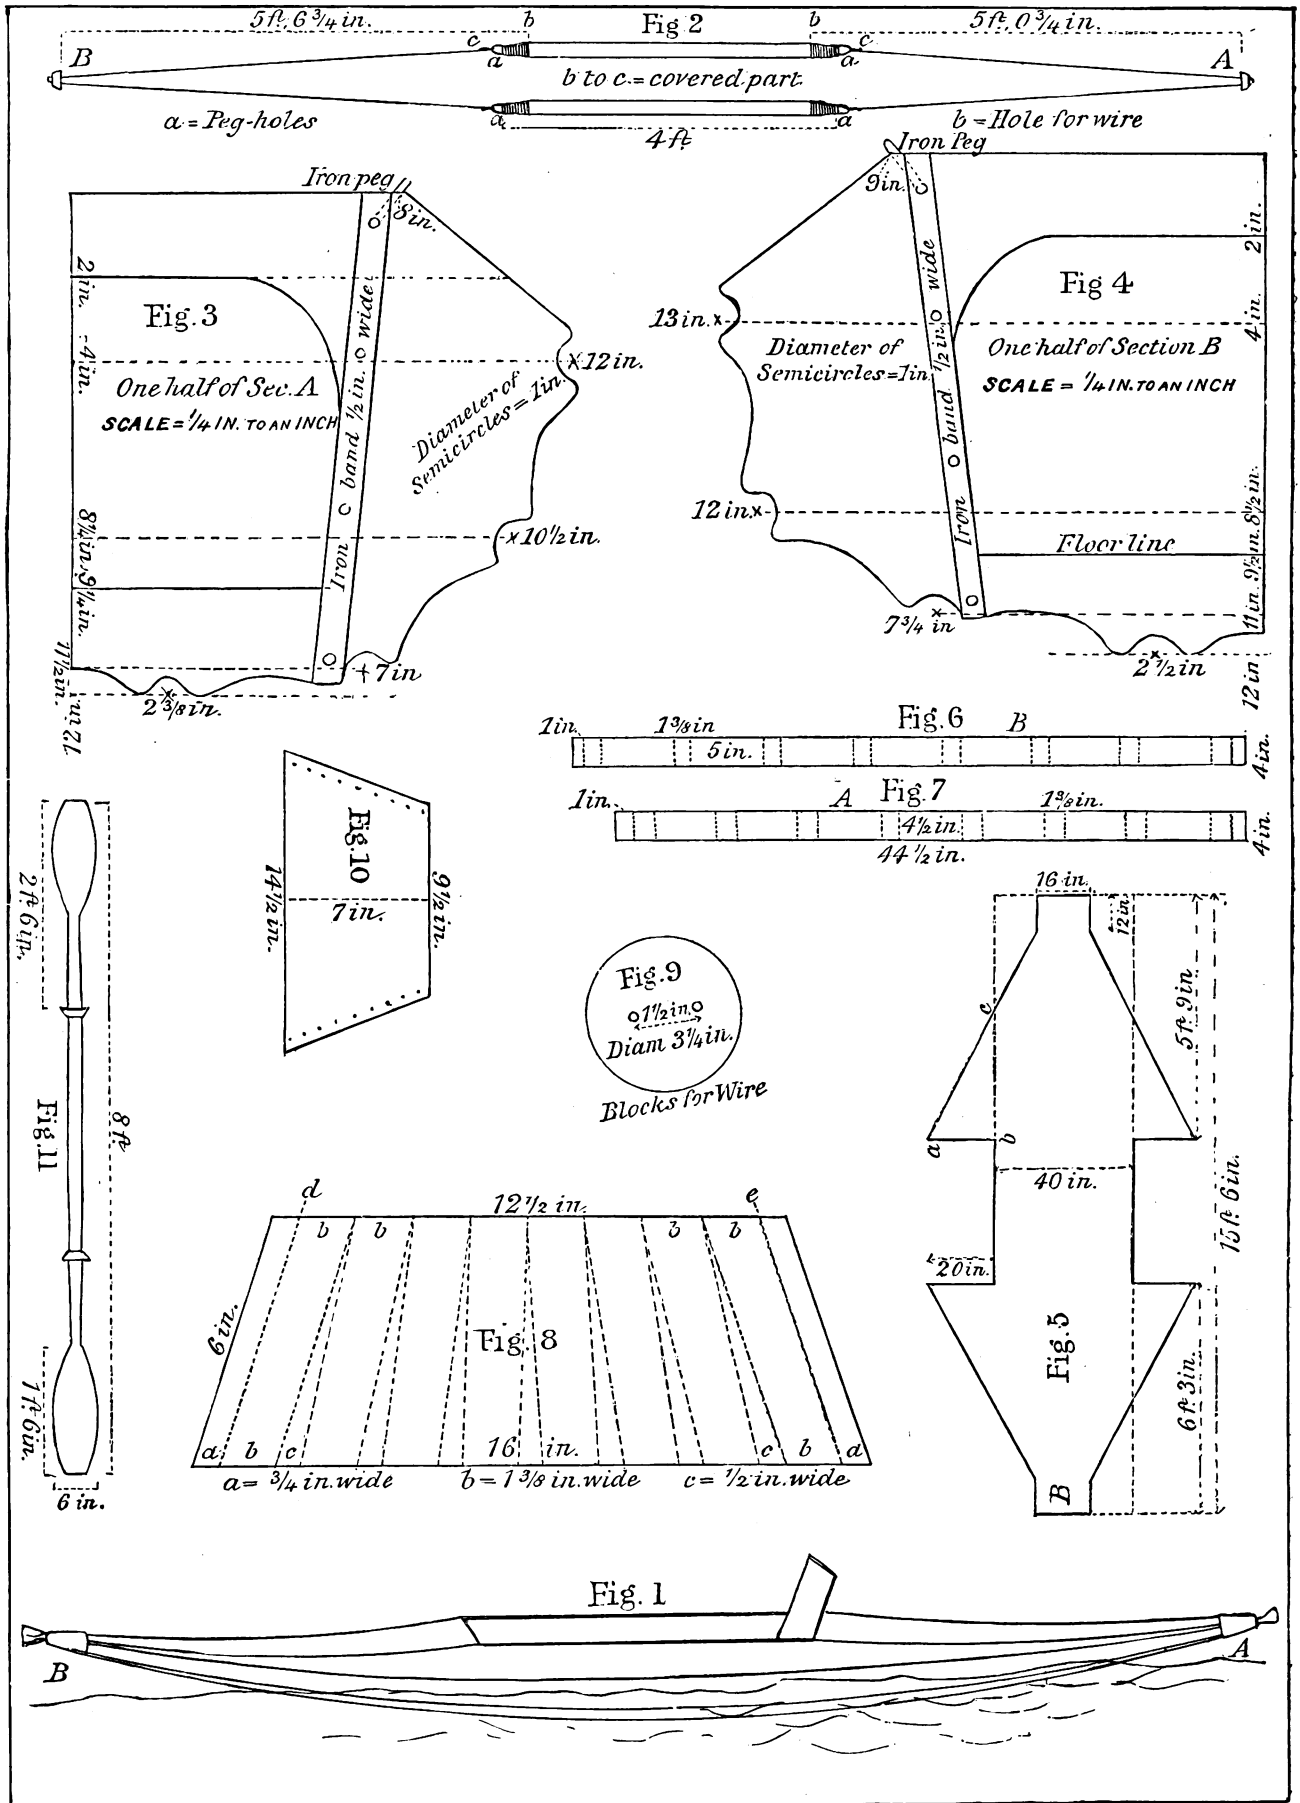 5 ft. 6 3/4 in. b Fig 2 b 5 ft. 0 3/4 in.
B c c A
a b to c = covered part a
a = Peg-holes a a b = Hole for wire
4 ft
Iron peg
8 in.
2 in.
Fig. 3
4 in.
12 in.
One half of Sec. A
SCALE = 1/4 IN. TO AN INCH
Iron band 1/2 in. wide
Diameter of
Semicircles = 1 in.
8 1/4 in.
10 1/2 in.
9 1/4 in.
11 1/2 in.
7 in
2 3/8 in.
12 in.
Iron Peg
9 in.
2 in.
Fig 4
13 in.
4 in.
Diameter of
Semicircles = 1 in.
One half of Section B
SCALE = 1/4 IN. TO AN INCH
Iron band 1/2 in. wide
12 in.
8 1/2 in.
Floor line
9 1/2 in.
11 in.
7 3/4 in
2 1/2 in
12 in
1 in. 1 3/8 in Fig. 6 B
5 in. 4 in.
1 in. A Fig. 7 1 3/8 in.
4 1/2 in. 4 in.
44 1/2 in.
Fig. 10
14 1/2 in.
7 in.
9 1/2 in.
2 ft. 6 in.
Fig. 11
8 ft
1 ft. 6 in.
6 in.
Fig. 9
1 1/2 in.
Diam 3 1/4 in.
Blocks for Wire
16 in.
12 in
c
5 ft. 9 in
a b
40 in.
15 ft. 6 in.
20 in.
Fig. 5
6 ft. 3 in.
B
d 12 1/2 in. e
b b b b
6 in.
Fig. 8
a b c 16 in. c b a
a = 3/4 in. wide b = 1 3/8 in. wide c = 1/2 in. wide
Fig. 1
B A